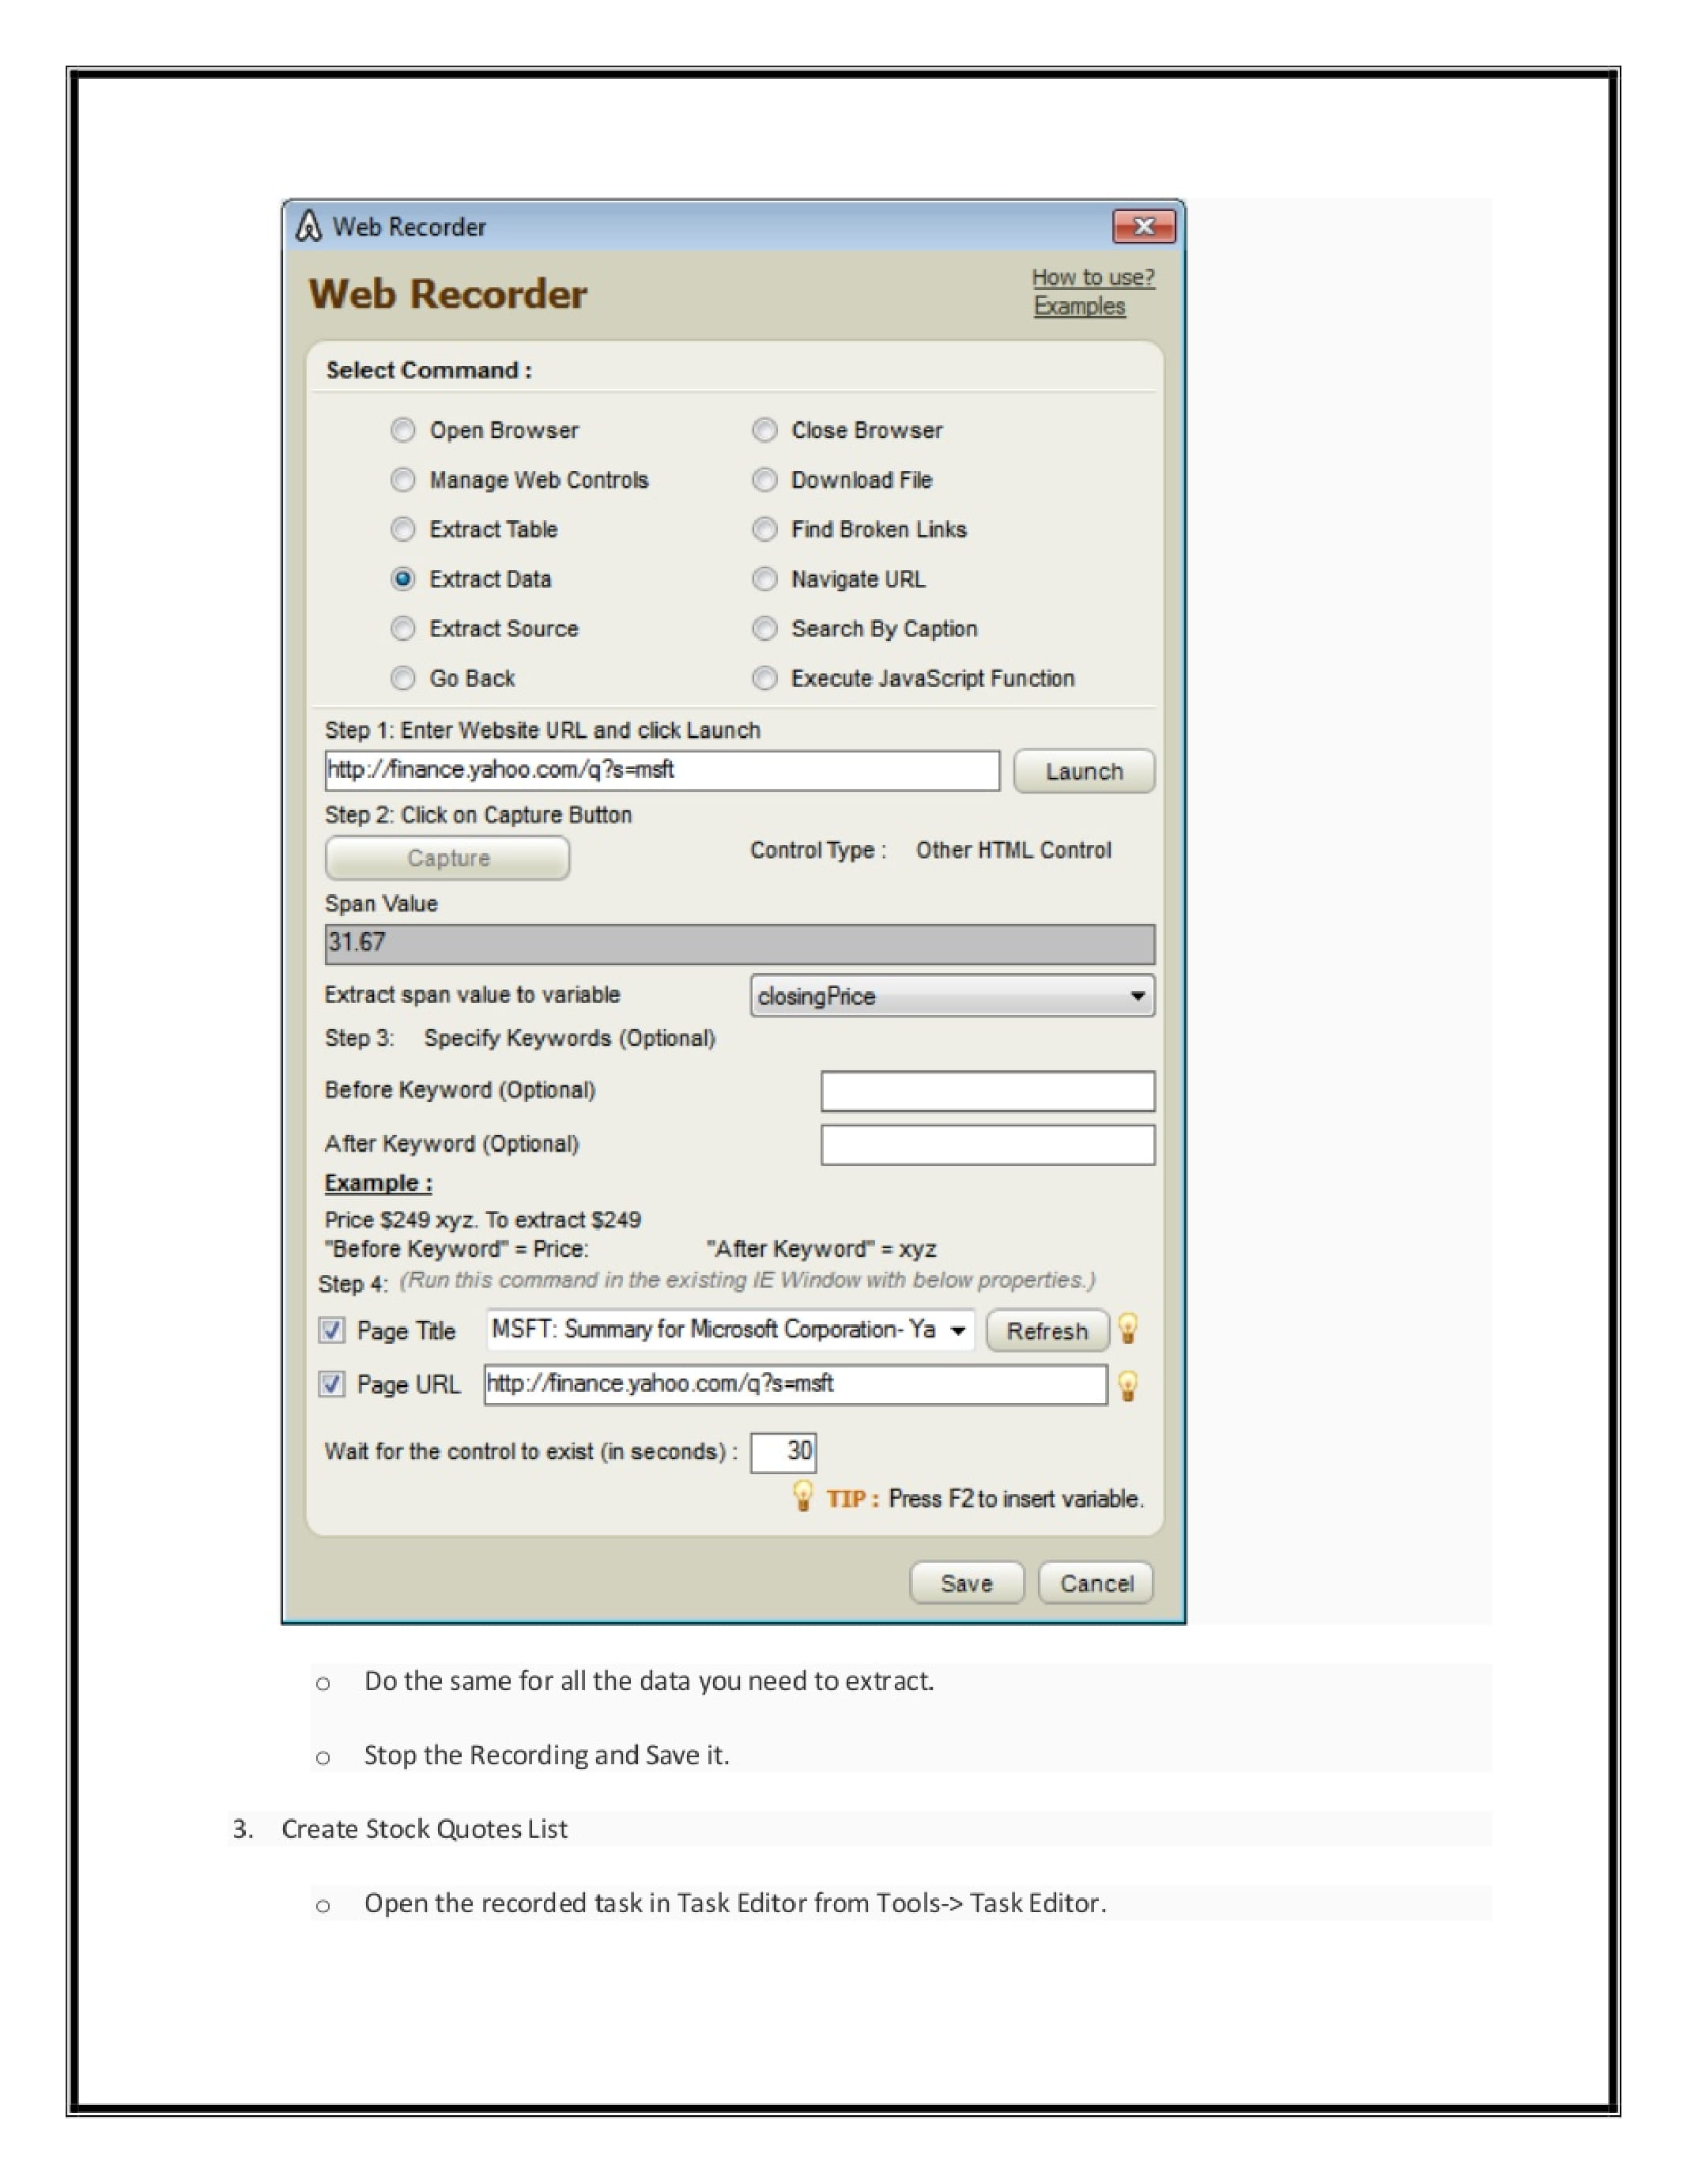 Web Recorder
Web Recorder
How to use?
Examples
Select Command :
Open Browser
Close Browser
Manage Web Controls
Download File
Extract Table
Find Broken Links
Extract Data
Navigate URL
Extract Source
Search By Caption
Go Back
Execute JavaScript Function
Step 1: Enter Website URL and click Launch
http://finance.yahoo.com/q?s=msft
Launch
Step 2: Click on Capture Button
Capture
Control Type : Other HTML Control
Span Value
31.67
Extract span value to variable
closingPrice
Step 3: Specify Keywords (Optional)
Before Keyword (Optional)
After Keyword (Optional)
Example :
Price $249 xyz. To extract $249
"Before Keyword" = Price: "After Keyword" = xyz
Step 4: (Run this command in the existing IE Window with below properties.)
Page Title MSFT: Summary for Microsoft Corporation- Ya Refresh
Page URL http://finance.yahoo.com/q?s=msft
Wait for the control to exist (in seconds) : 30
TIP : Press F2 to insert variable.
Save Cancel
o Do the same for all the data you need to extract.
o Stop the Recording and Save it.
3. Create Stock Quotes List
o Open the recorded task in Task Editor from Tools-> Task Editor.